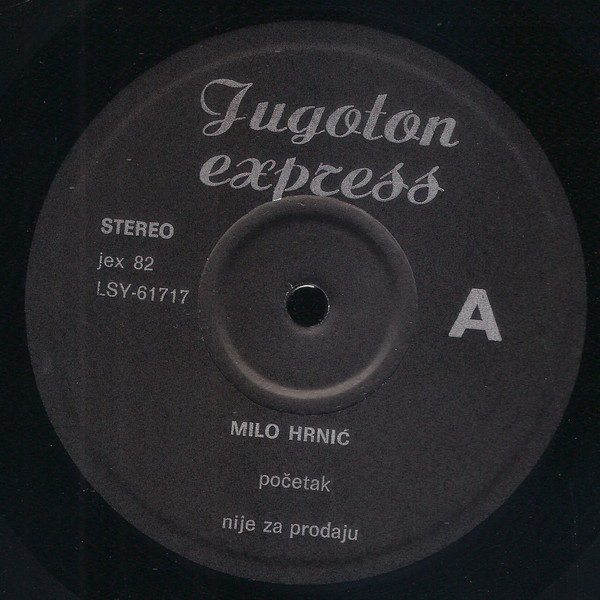 Jugoton
express
STEREO
jex 82
LSY-61717
A
MILO HRNIĆ
početak
nije za prodaju